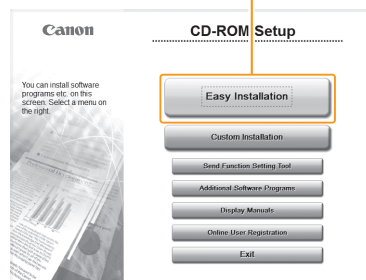 Canon
CD-ROM Setup
You can install software
programs etc. on this
screen. Select a menu on
the right.
Easy Installation
Custom Installation
Send Function Setting Tool
Additional Software Programs
Display Manuals
Online User Registration
Exit